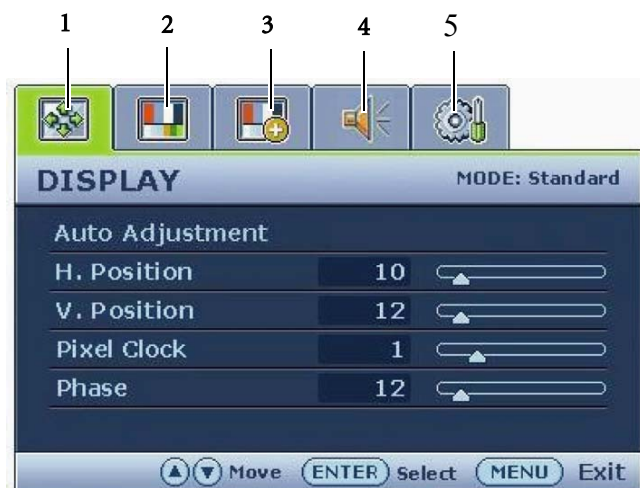 1 2 3 4 5
DISPLAY MODE: Standard
Auto Adjustment
H. Position 10
V. Position 12
Pixel Clock 1
Phase 12
Move ENTER Select MENU Exit